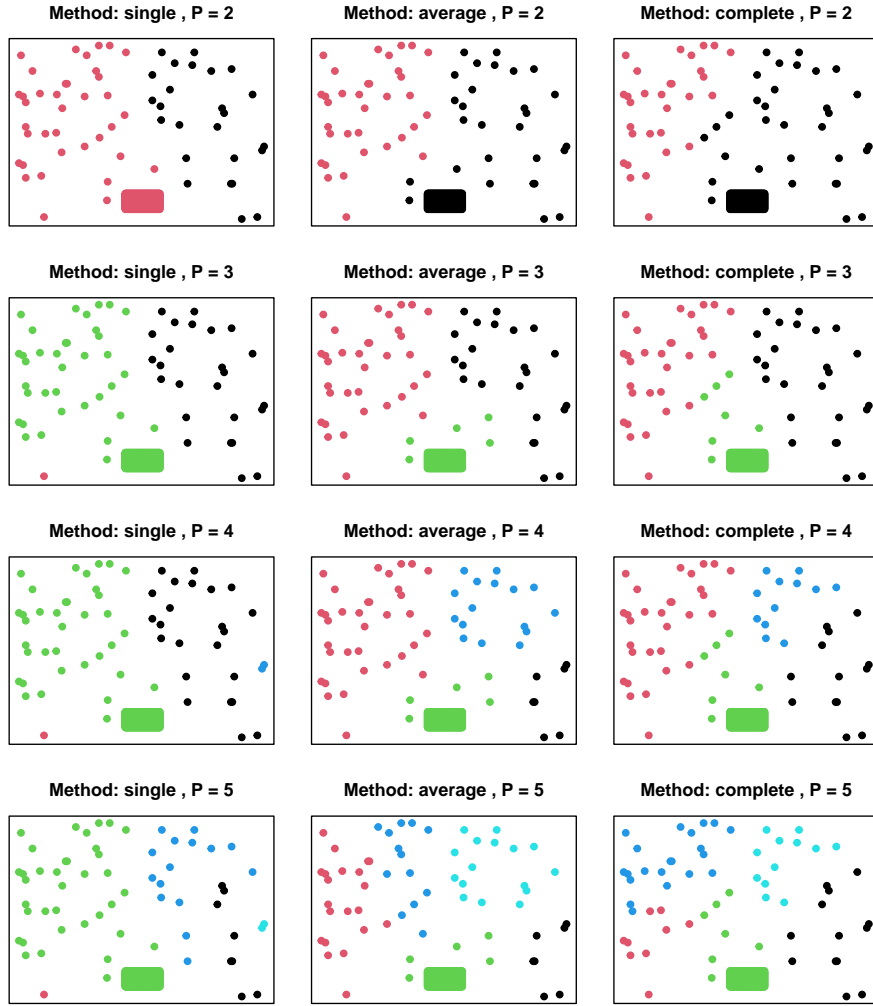 Method: single , P = 2
Method: average , P = 2
Method: complete , P = 2
Method: single , P = 3
Method: average , P = 3
Method: complete , P = 3
Method: single , P = 4
Method: average , P = 4
Method: complete , P = 4
Method: single , P = 5
Method: average , P = 5
Method: complete , P = 5